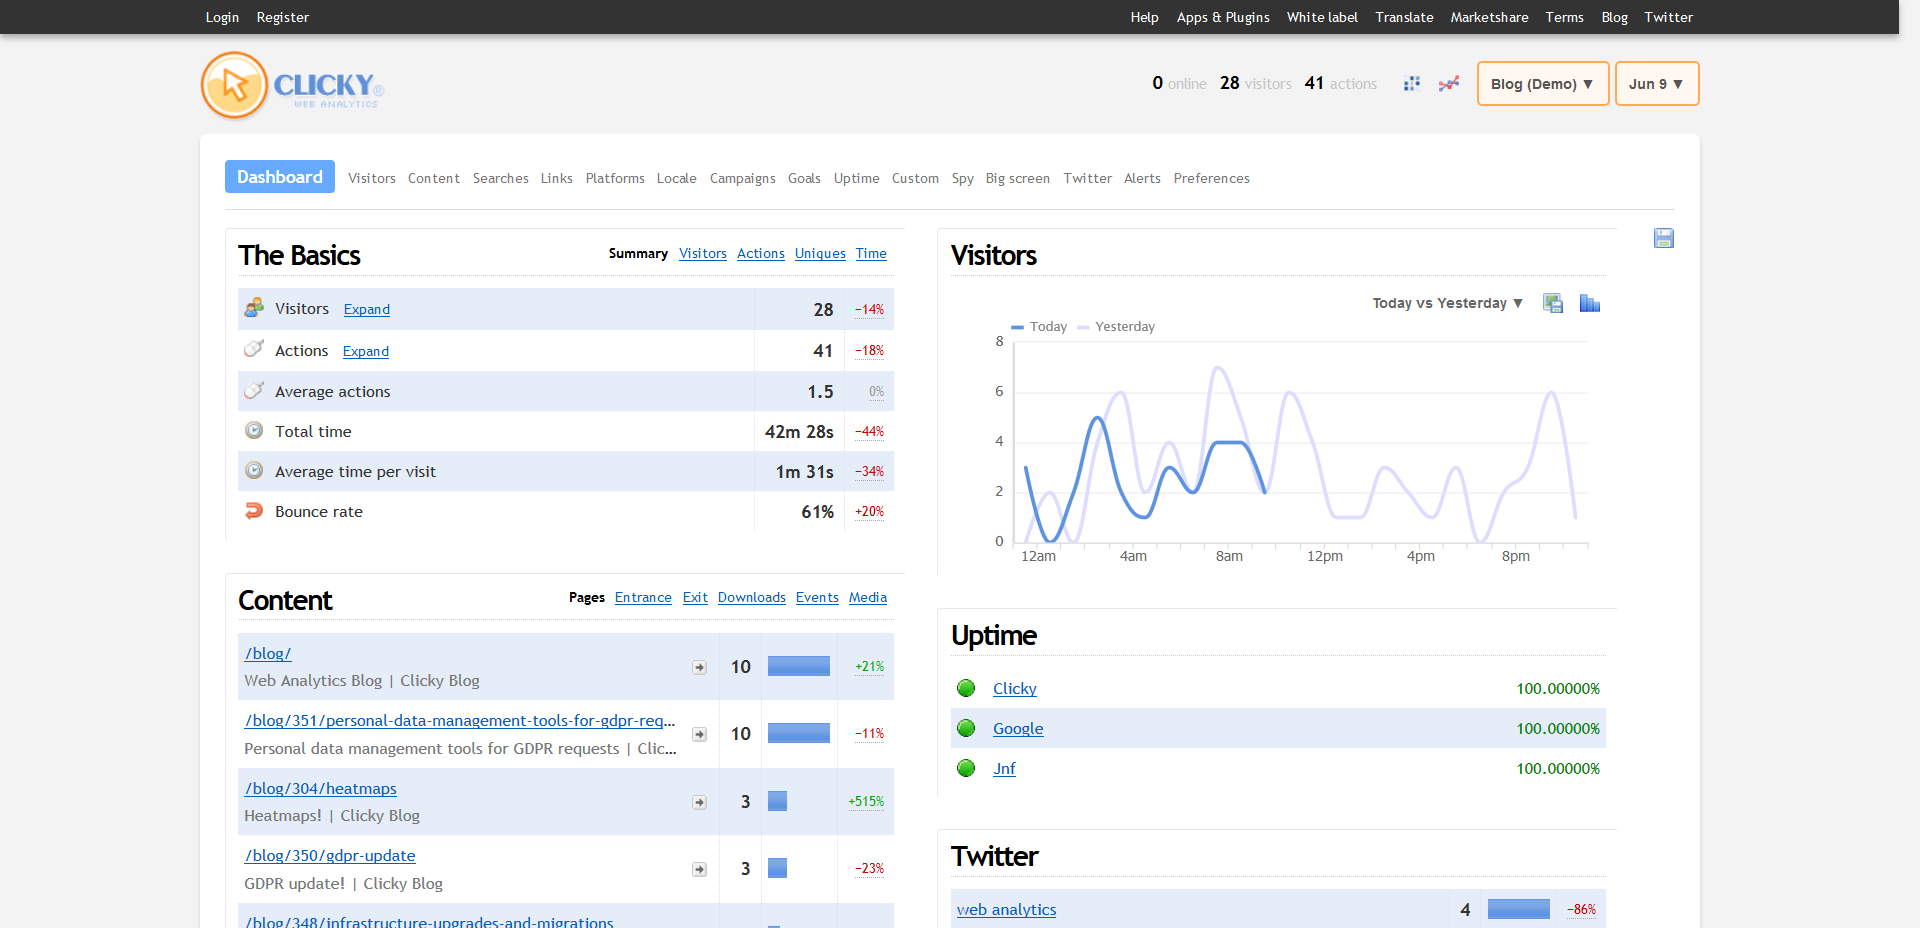 Login Register Help Apps & Plugins White label Translate Marketshare Terms Blog Twitter
CLICKY®
WEB ANALYTICS
0 online 28 visitors 41 actions Blog (Demo) ▼ Jun 9 ▼
Dashboard Visitors Content Searches Links Platforms Locale Campaigns Goals Uptime Custom Spy Big screen Twitter Alerts Preferences
The Basics Summary Visitors Actions Uniques Time
Visitors Expand 28 −14%
Actions Expand 41 −18%
Average actions 1.5 0%
Total time 42m 28s −44%
Average time per visit 1m 31s −34%
Bounce rate 61% +20%
Content Pages Entrance Exit Downloads Events Media
/blog/ 10 +21%
Web Analytics Blog | Clicky Blog
/blog/351/personal-data-management-tools-for-gdpr-req... 10 −11%
Personal data management tools for GDPR requests | Clic...
/blog/304/heatmaps 3 +515%
Heatmaps! | Clicky Blog
/blog/350/gdpr-update 3 −23%
GDPR update! | Clicky Blog
/blog/348/infrastructure-upgrades-and-migrations
Visitors
Today vs Yesterday ▼
Today Yesterday
8
6
4
2
0
12am 4am 8am 12pm 4pm 8pm
Uptime
Clicky 100.00000%
Google 100.00000%
Jnf 100.00000%
Twitter
web analytics 4 −86%